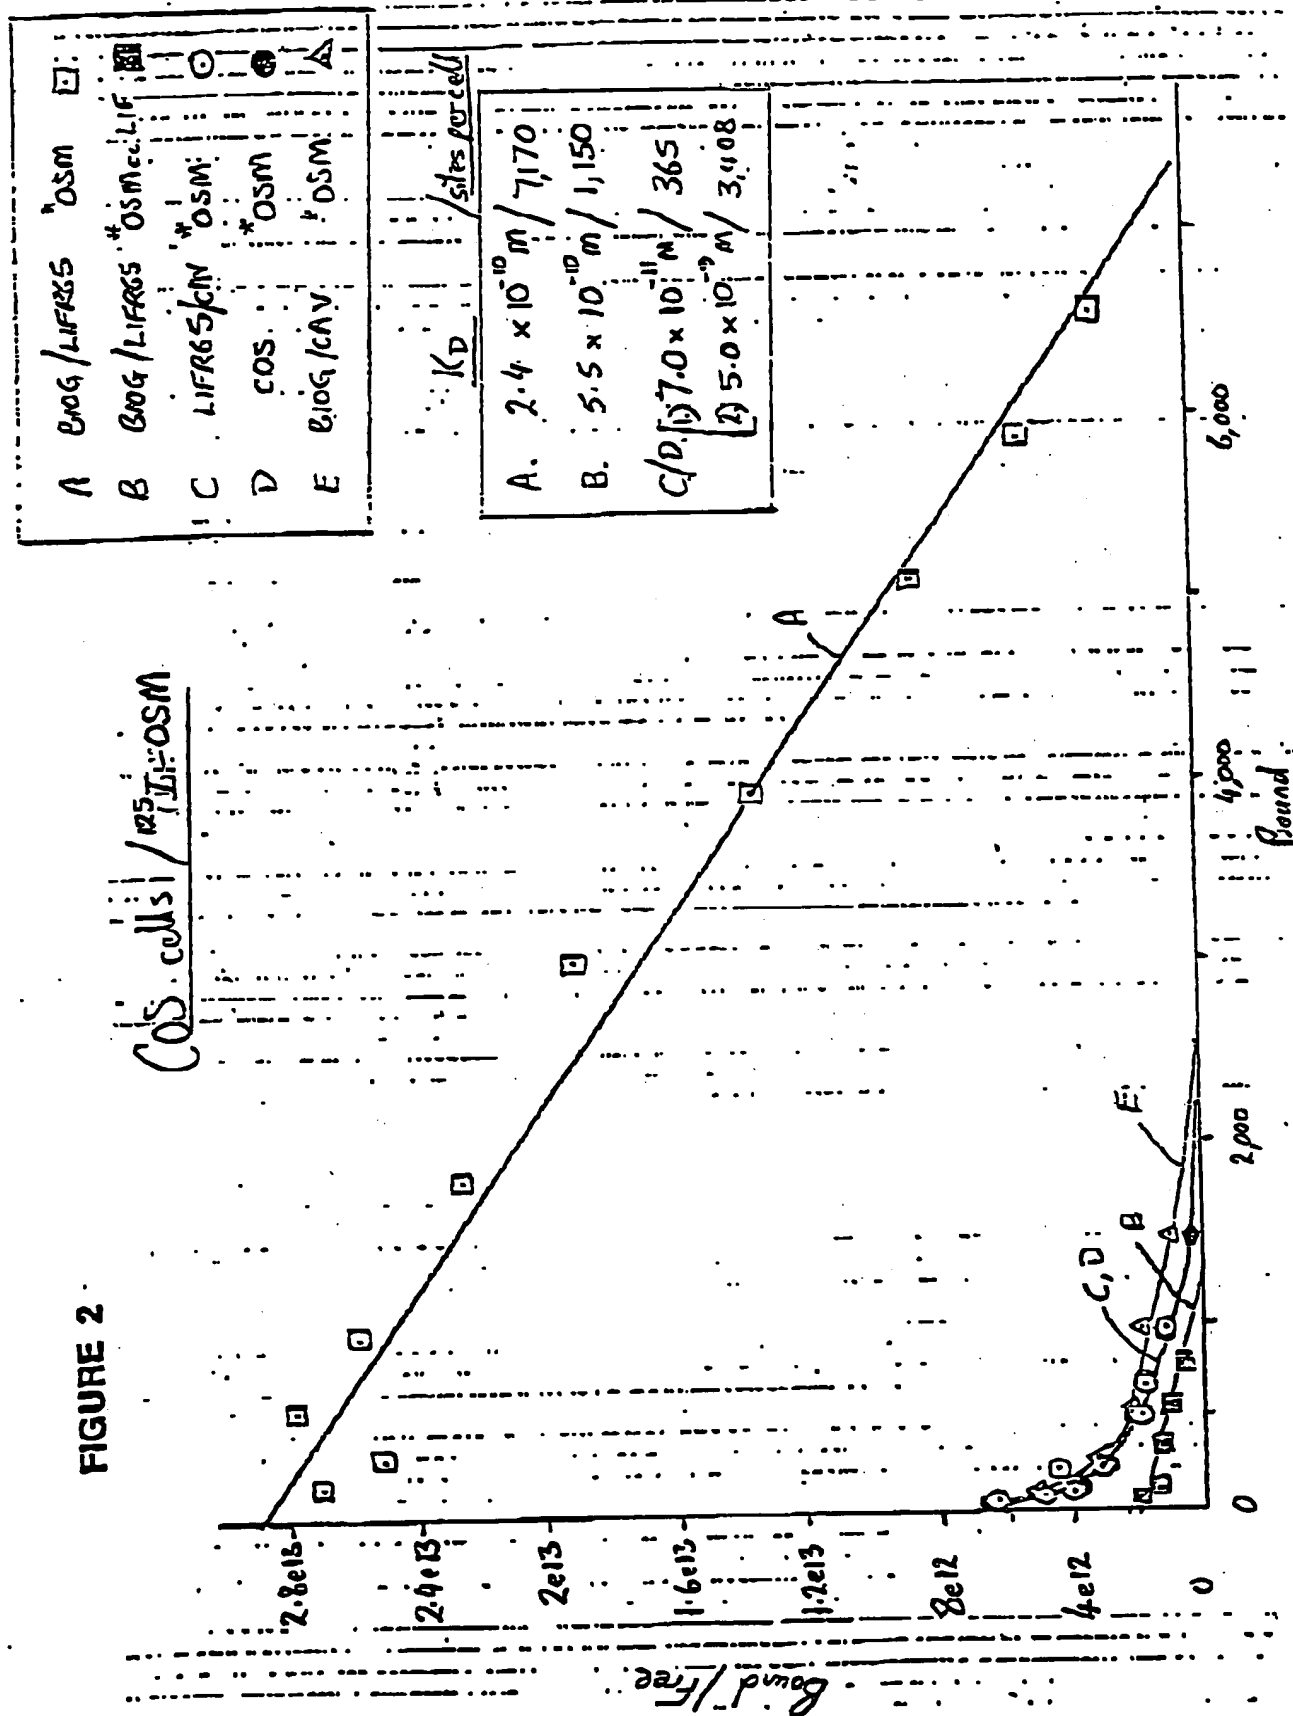 FIGURE 2
COS cells / 125I-OSM
A B10G/LIFR65 *OSM
B B10G/LIFR65 *OSM cc.LIF
C LIFR65/CAV *OSM
D COS *OSM
E B10G/CAV *OSM
KD / sites per cell
A. 2.4 x 10-10 M / 7,170
B. 5.5 x 10-10 M / 1,150
C/D. (1) 7.0 x 10-11 M / 365
(2) 5.0 x 10-9 M / 3,408
Bound/Free
2.8e13
2.4e13
2e13
1.6e13
1.2e13
8e12
4e12
0
A
C,D
B
E
0
2,000
4,000
6,000
Bound